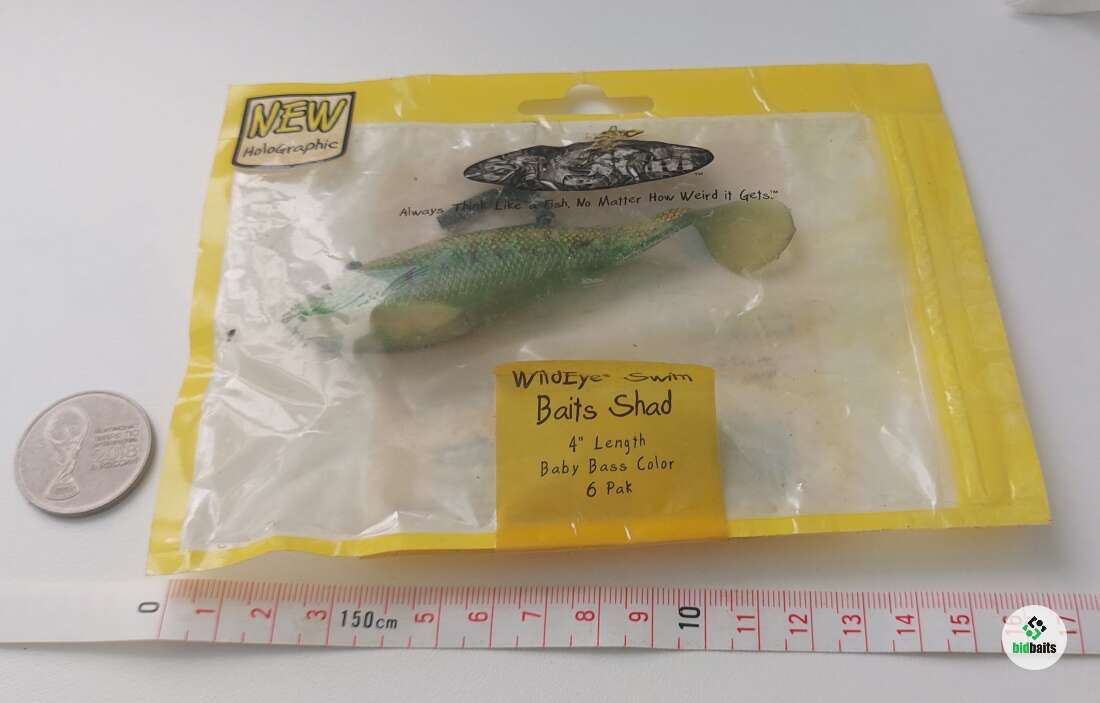 NEW
HoloGraphic
™
Always Think Like a Fish, No Matter How Weird it Gets.™
WildEye® Swim
Baits Shad
4" Length
Baby Bass Color
6 Pak
2018
0 1 2 3 150cm 5 6 7 8 9 10 11 12 13 14 15 16 17
bidbaits